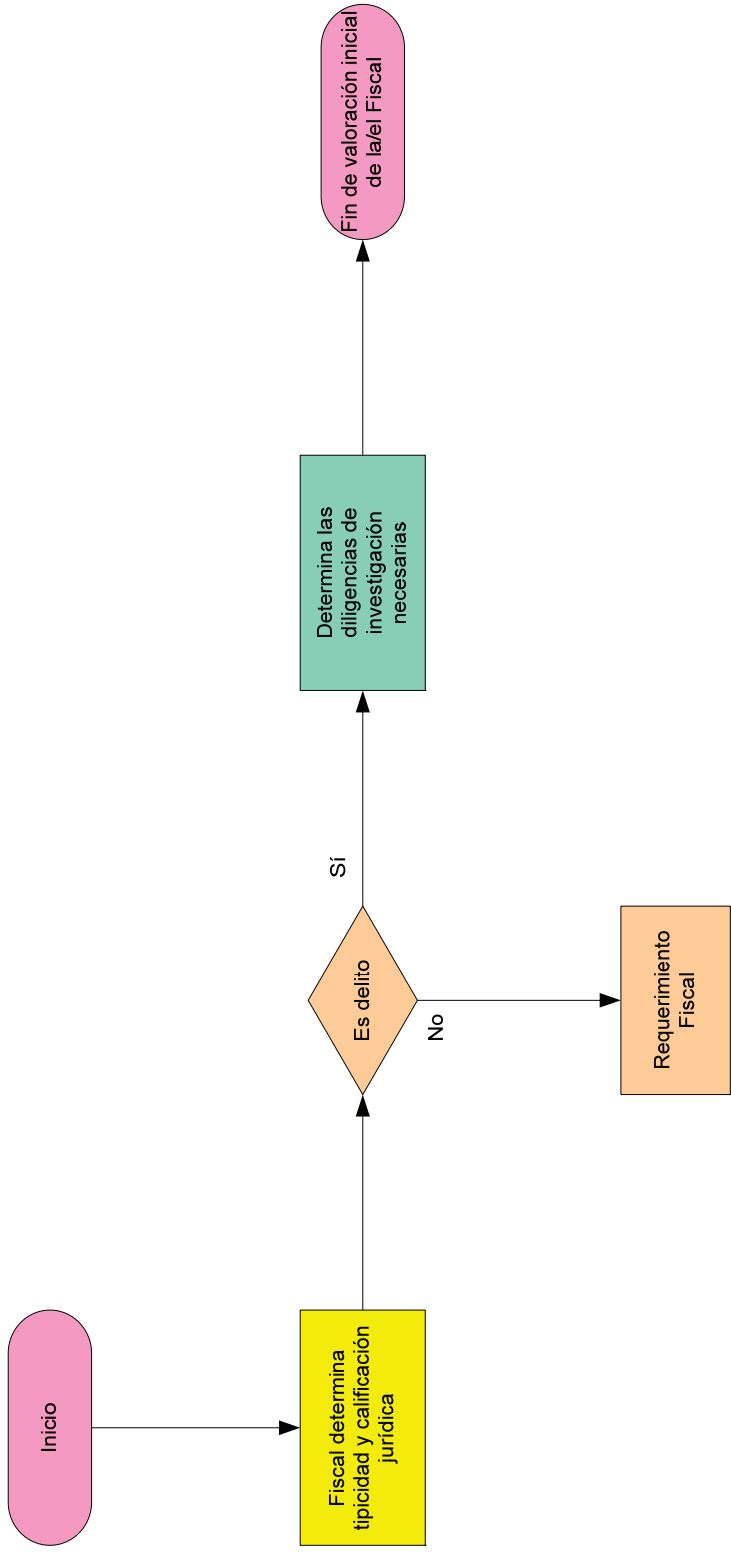 Inicio
Fiscal determina
tipicidad y calificación
jurídica
Es delito
Sí
No
Requerimiento
Fiscal
Determina las
diligencias de
investigación
necesarias
Fin de valoración inicial
de la/el Fiscal